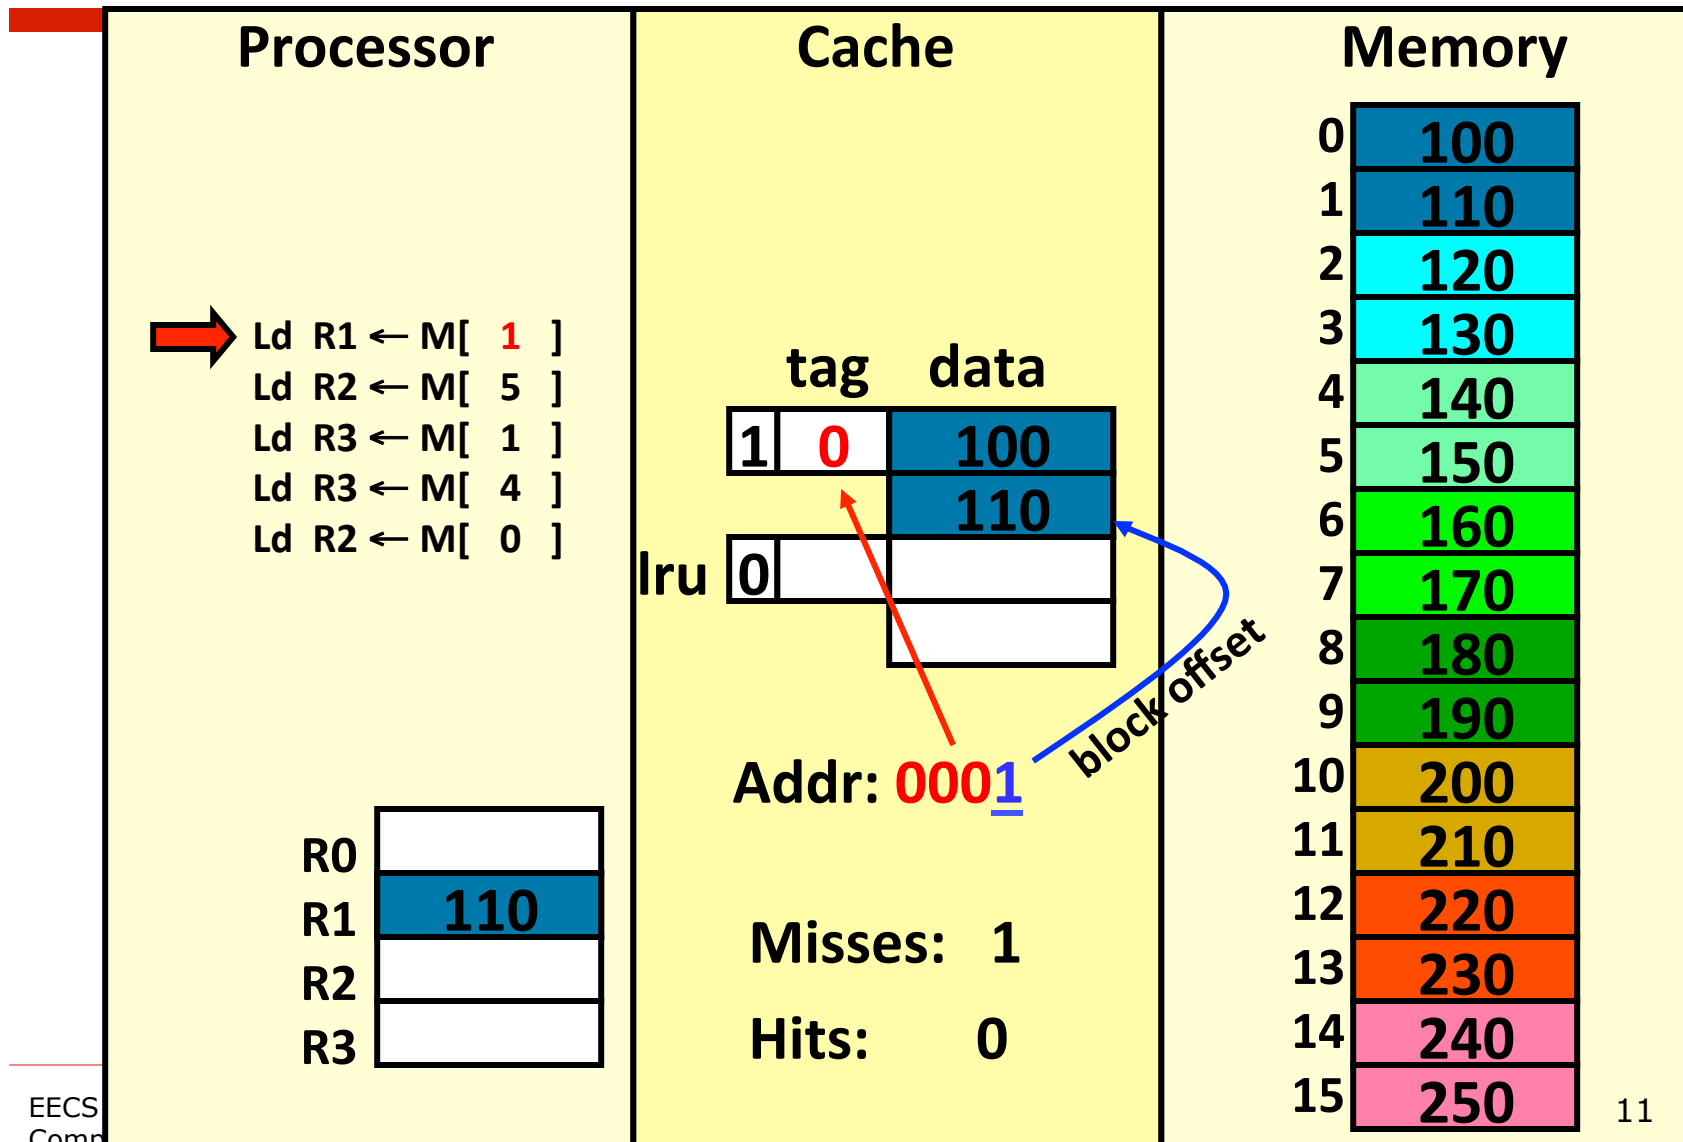 Processor
Cache
Memory
Ld R1 ← M[ 1 ]
Ld R2 ← M[ 5 ]
Ld R3 ← M[ 1 ]
Ld R3 ← M[ 4 ]
Ld R2 ← M[ 0 ]
R0
R1 110
R2
R3
tag data
1 0 100
110
lru 0
block offset
Addr: 0001
Misses: 1
Hits: 0
0 100
1 110
2 120
3 130
4 140
5 150
6 160
7 170
8 180
9 190
10 200
11 210
12 220
13 230
14 240
15 250
EECS
Comp
11